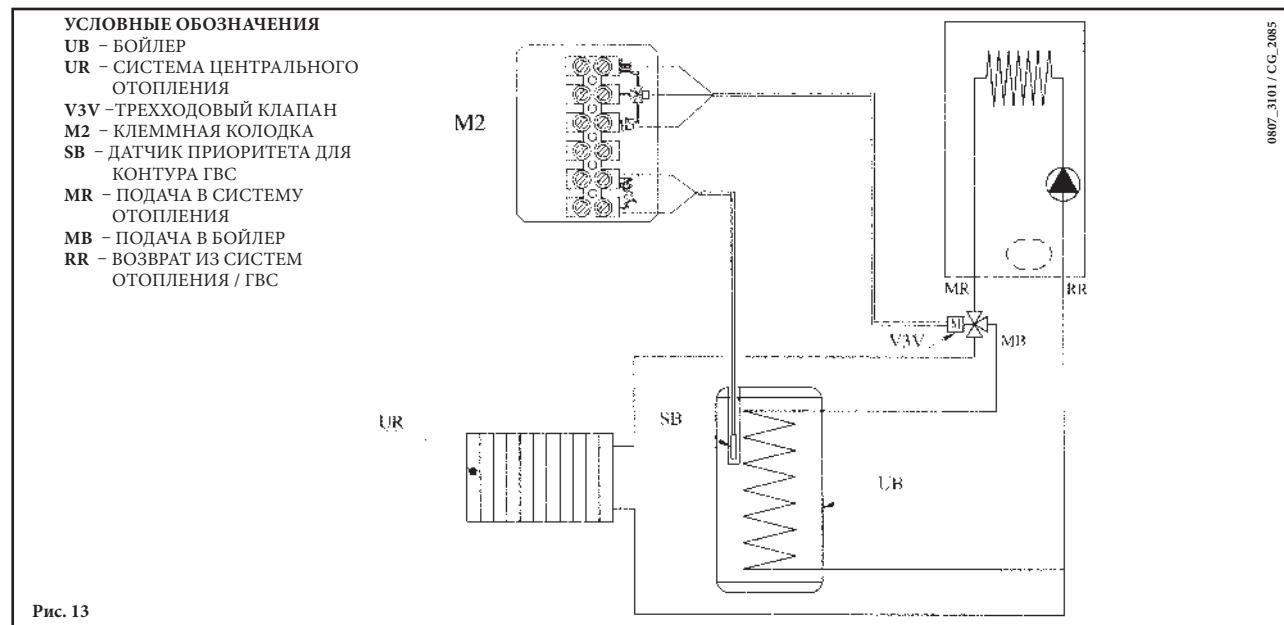 УСЛОВНЫЕ ОБОЗНАЧЕНИЯ
UB – БОЙЛЕР
UR – СИСТЕМА ЦЕНТРАЛЬНОГО
ОТОПЛЕНИЯ
V3V –ТРЕХХОДОВЫЙ КЛАПАН
M2 – КЛЕММНАЯ КОЛОДКА
SB – ДАТЧИК ПРИОРИТЕТА ДЛЯ
КОНТУРА ГВС
MR – ПОДАЧА В СИСТЕМУ
ОТОПЛЕНИЯ
MB – ПОДАЧА В БОЙЛЕР
RR – ВОЗВРАТ ИЗ СИСТЕМ
ОТОПЛЕНИЯ / ГВС
M2
0807_3101 / CG_2085
MR
RR
M
V3V
MB
SB
UR
UB
Рис. 13